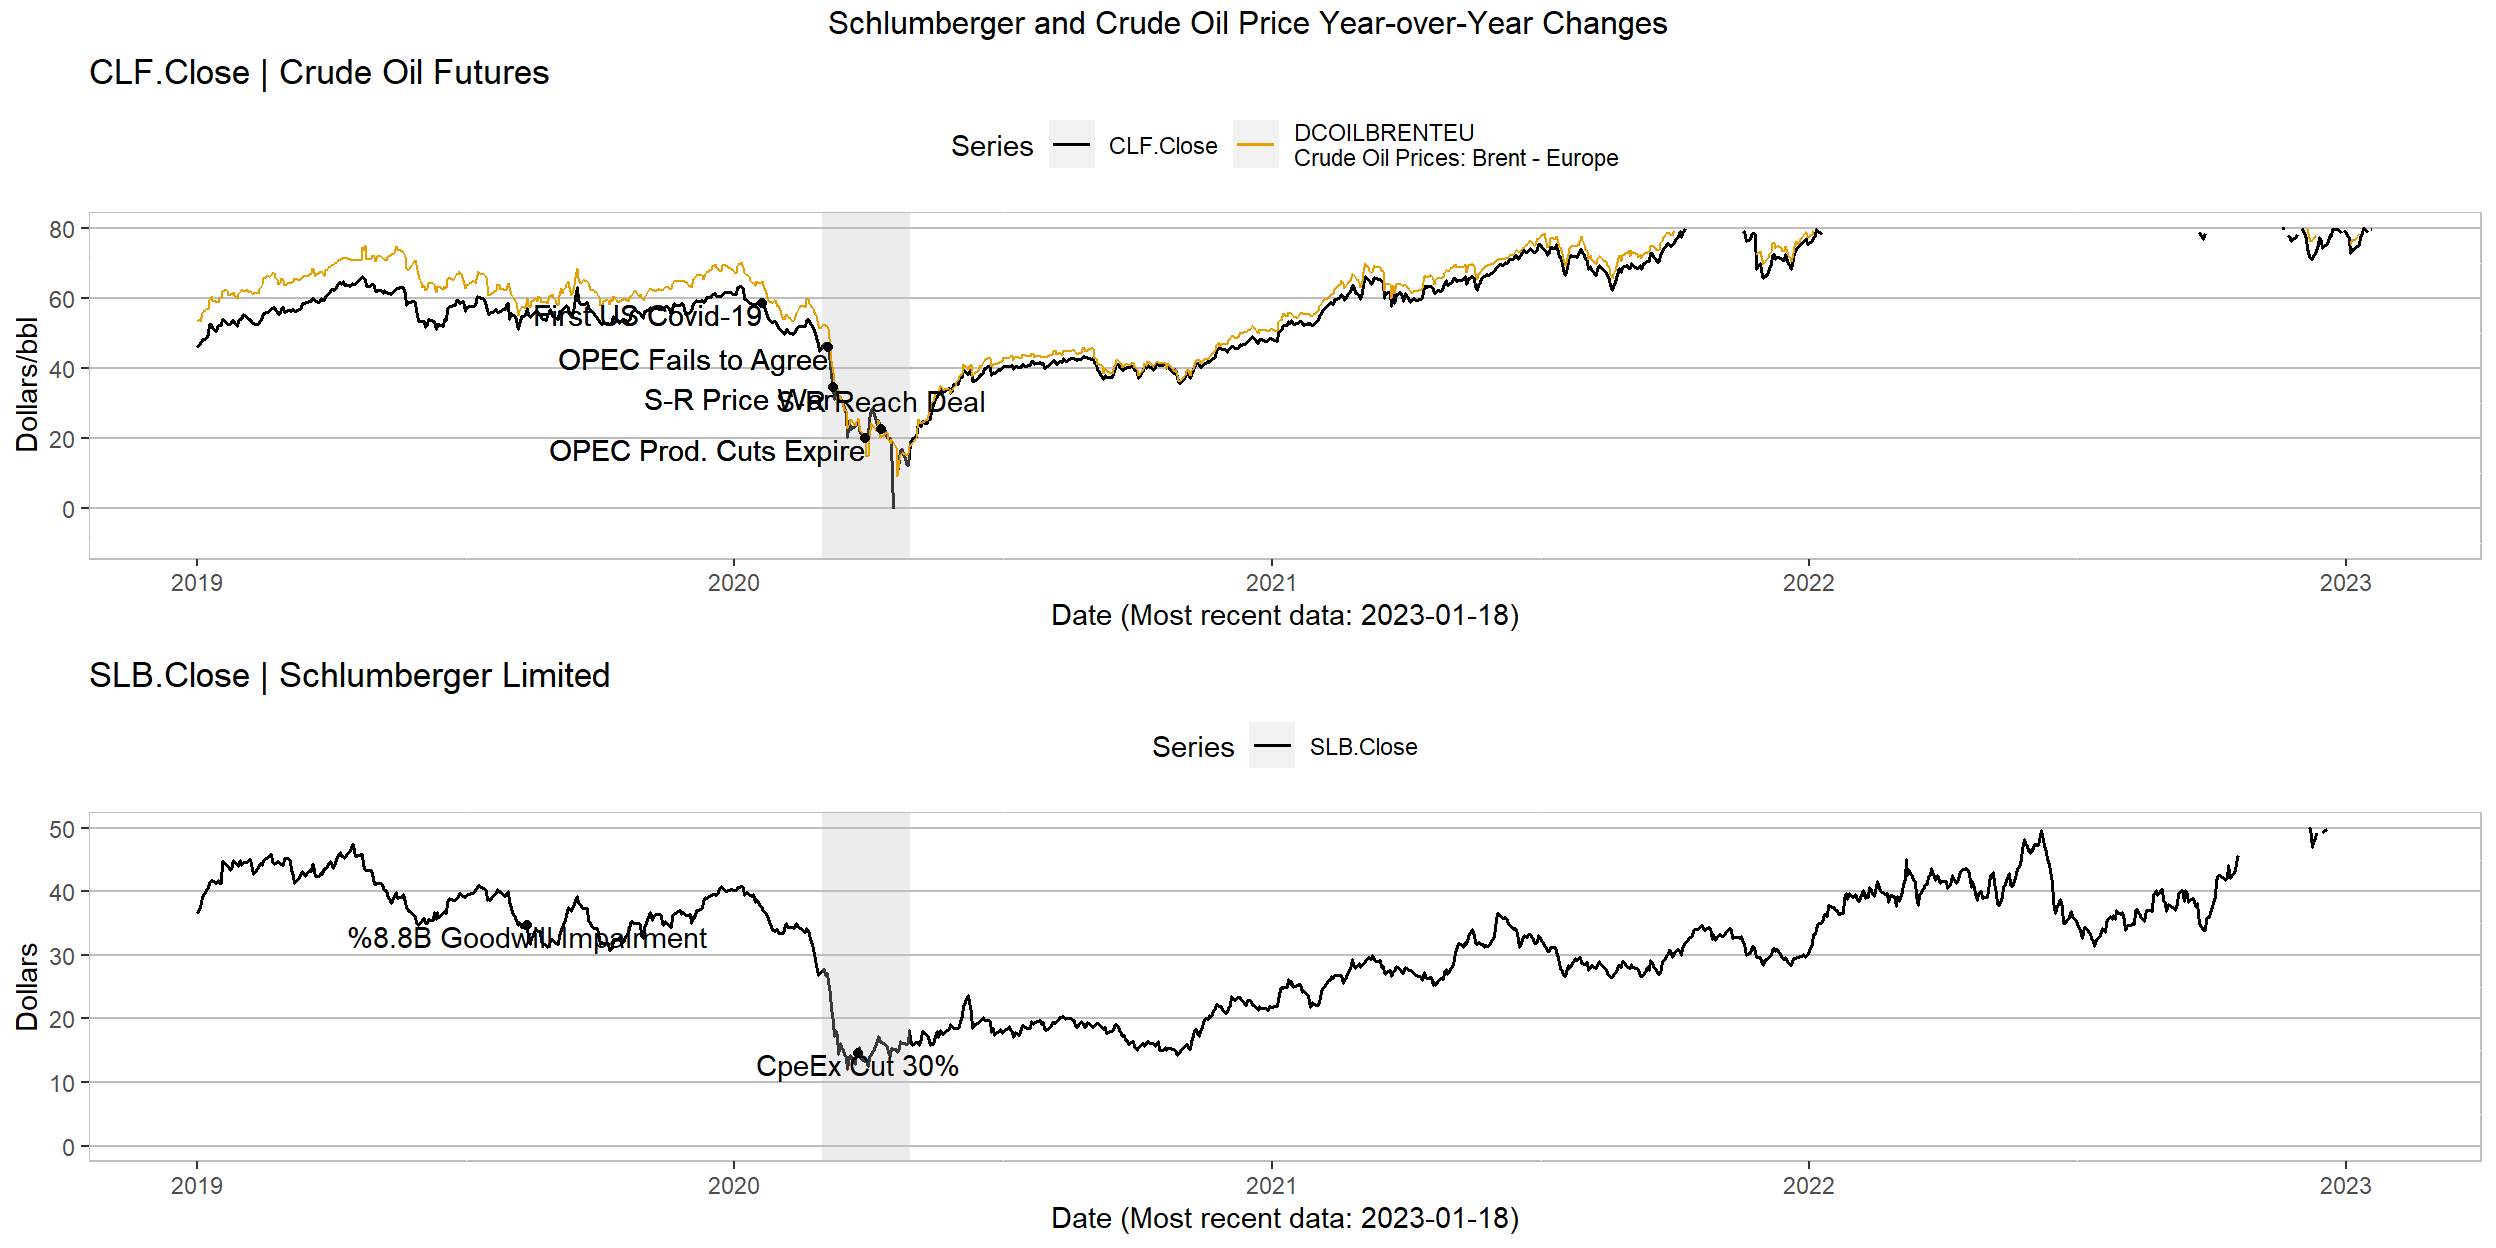 Schlumberger and Crude Oil Price Year-over-Year Changes
CLF.Close | Crude Oil Futures
Series CLF.Close DCOILBRENTEU
Crude Oil Prices: Brent - Europe
Dollars/bbl
80
60
40
20
0
First US Covid-19
OPEC Fails to Agree
S-R Price War
S-R Reach Deal
OPEC Prod. Cuts Expire
2019 2020 2021 2022 2023
Date (Most recent data: 2023-01-18)
SLB.Close | Schlumberger Limited
Series SLB.Close
Dollars
50
40
30
20
10
0
%8.8B Goodwill Impairment
CpeEx Cut 30%
2019 2020 2021 2022 2023
Date (Most recent data: 2023-01-18)